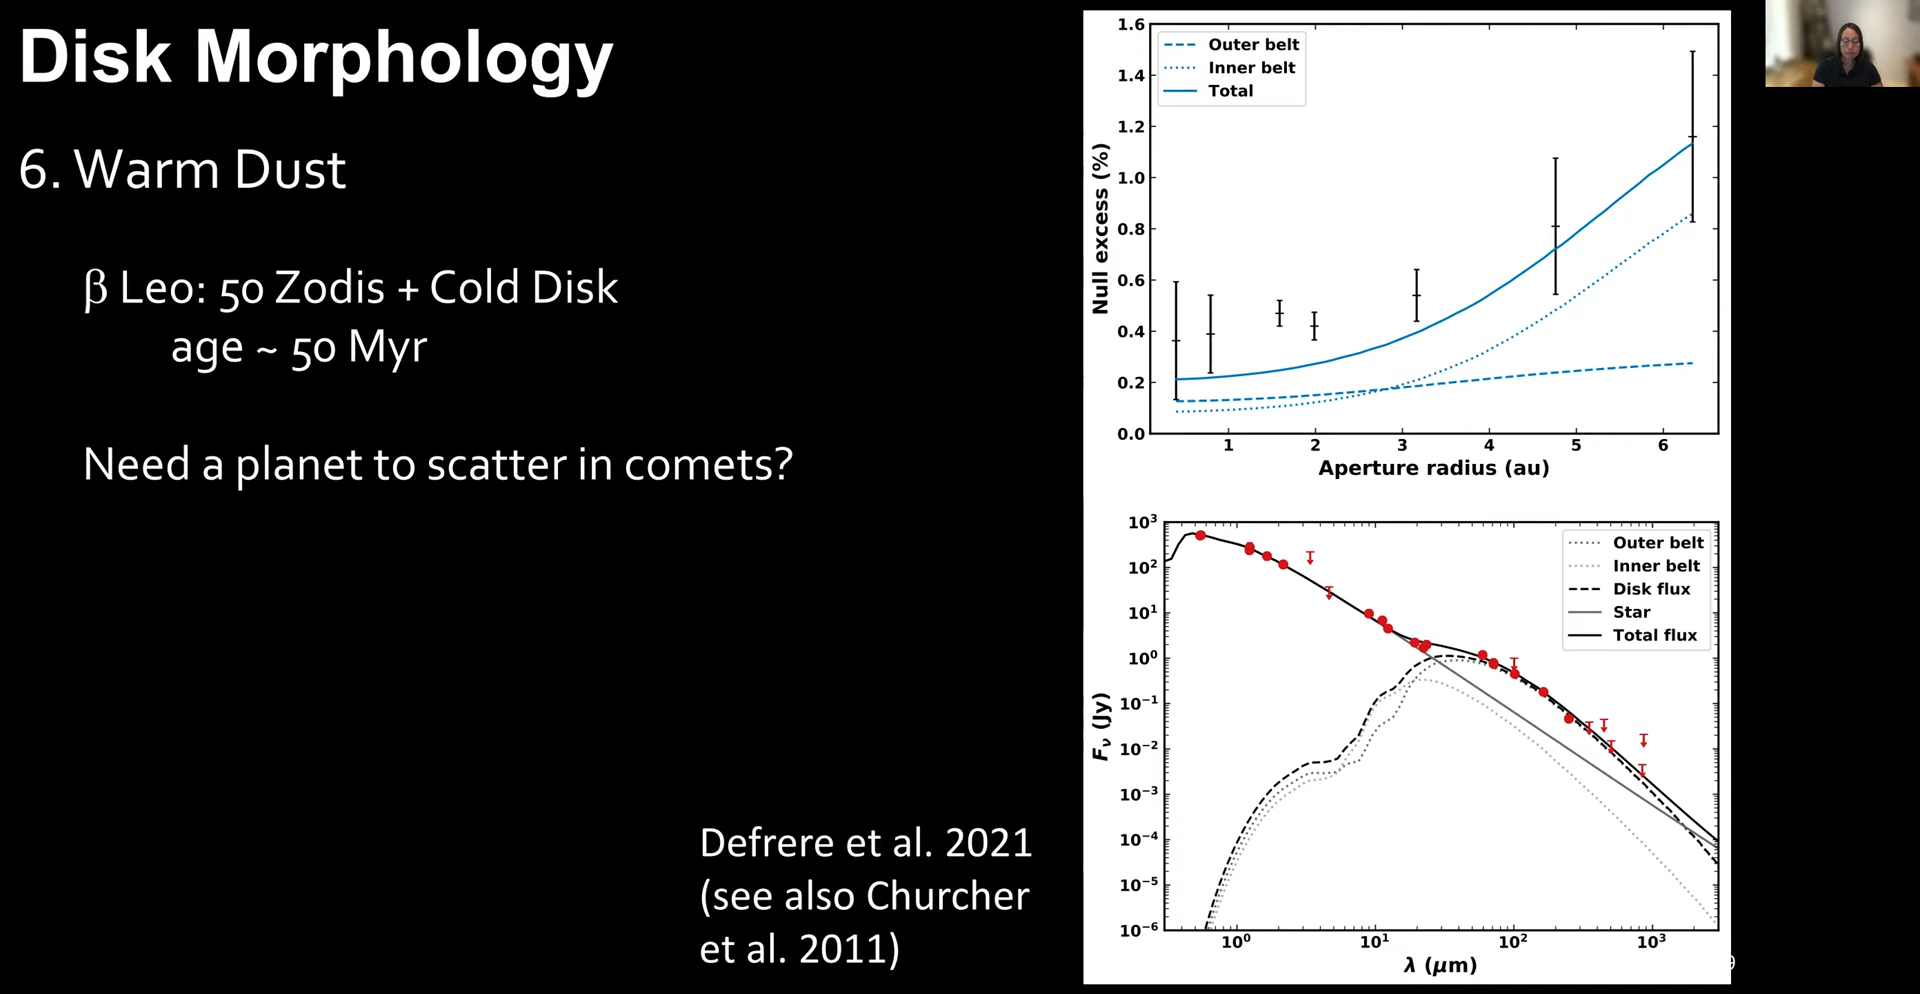 Disk Morphology
6. Warm Dust
β Leo: 50 Zodis + Cold Disk
age ~ 50 Myr
Need a planet to scatter in comets?
Defrere et al. 2021
(see also Churcher
et al. 2011)
1.6
1.4
1.2
1.0
0.8
0.6
0.4
0.2
0.0
Null excess (%)
Outer belt
Inner belt
Total
1 2 3 4 5 6
Aperture radius (au)
10³
10²
10¹
10⁰
10⁻¹
10⁻²
10⁻³
10⁻⁴
10⁻⁵
10⁻⁶
Fν (Jy)
Outer belt
Inner belt
Disk flux
Star
Total flux
10⁰ 10¹ 10² 10³
λ (μm)